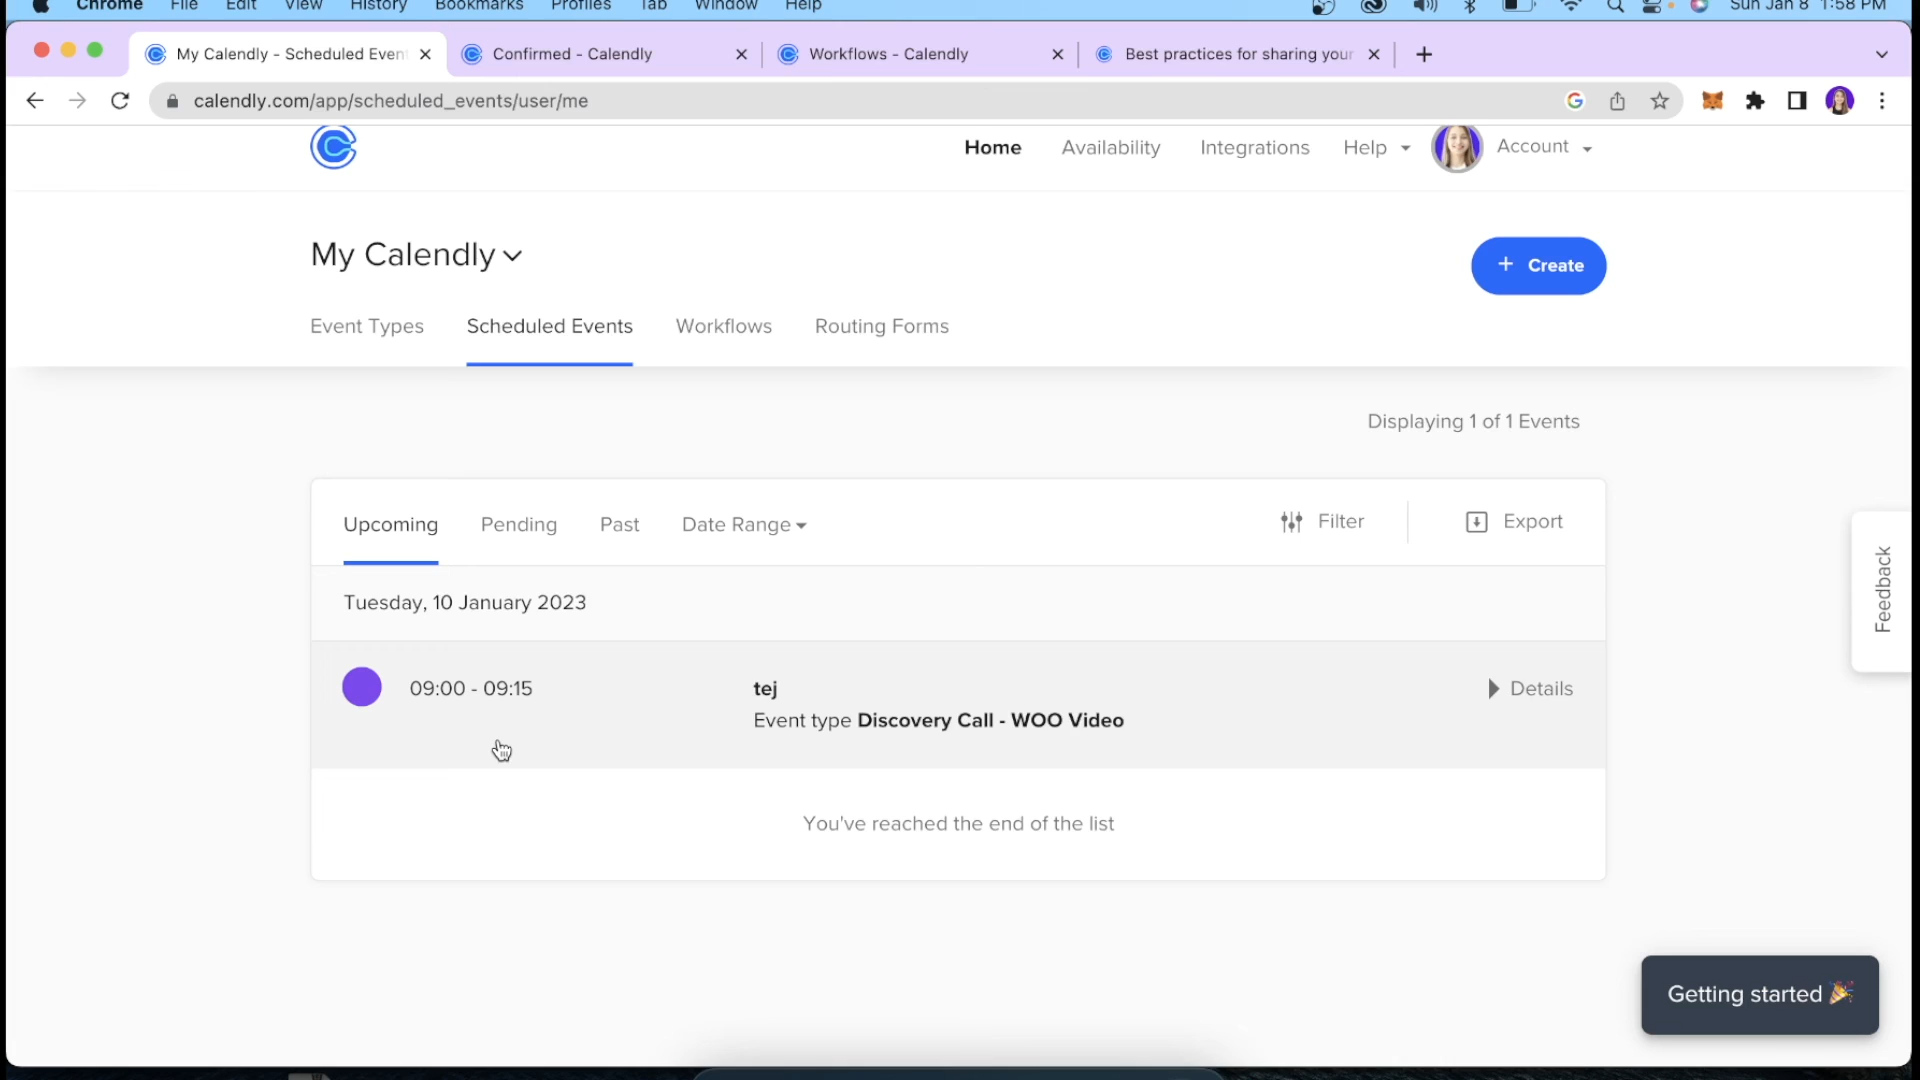 Chrome File Edit View History Bookmarks Profiles Tab Window Help Sun Jan 8 1:58 PM
My Calendly - Scheduled Even Confirmed - Calendly Workflows - Calendly Best practices for sharing your
calendly.com/app/scheduled_events/user/me
Home Availability Integrations Help Account
My Calendly
+ Create
Event Types Scheduled Events Workflows Routing Forms
Displaying 1 of 1 Events
Upcoming Pending Past Date Range Filter Export
Feedback
Tuesday, 10 January 2023
09:00 - 09:15 tej Details
Event type Discovery Call - WOO Video
You've reached the end of the list
Getting started 🎉